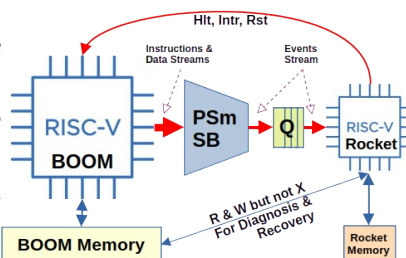 Hlt, Intr, Rst
Instructions &
Data Streams
Events
Stream
RISC-V
BOOM
PSm
SB
Q
RISC-V
Rocket
R & W but not X
For Diagnosis &
Recovery
BOOM Memory
Rocket
Memory